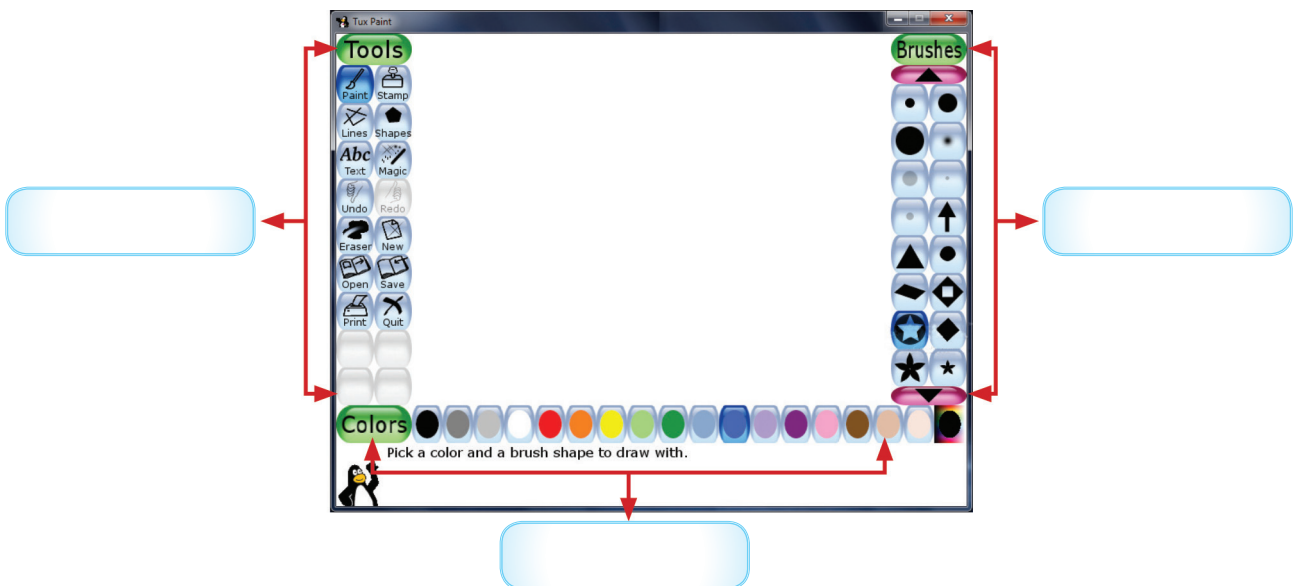 Tux Paint
Tools
Brushes
Paint Stamp
Lines Shapes
Abc
Text Magic
Undo Redo
Eraser New
Open Save
Print Quit
Colors
Pick a color and a brush shape to draw with.